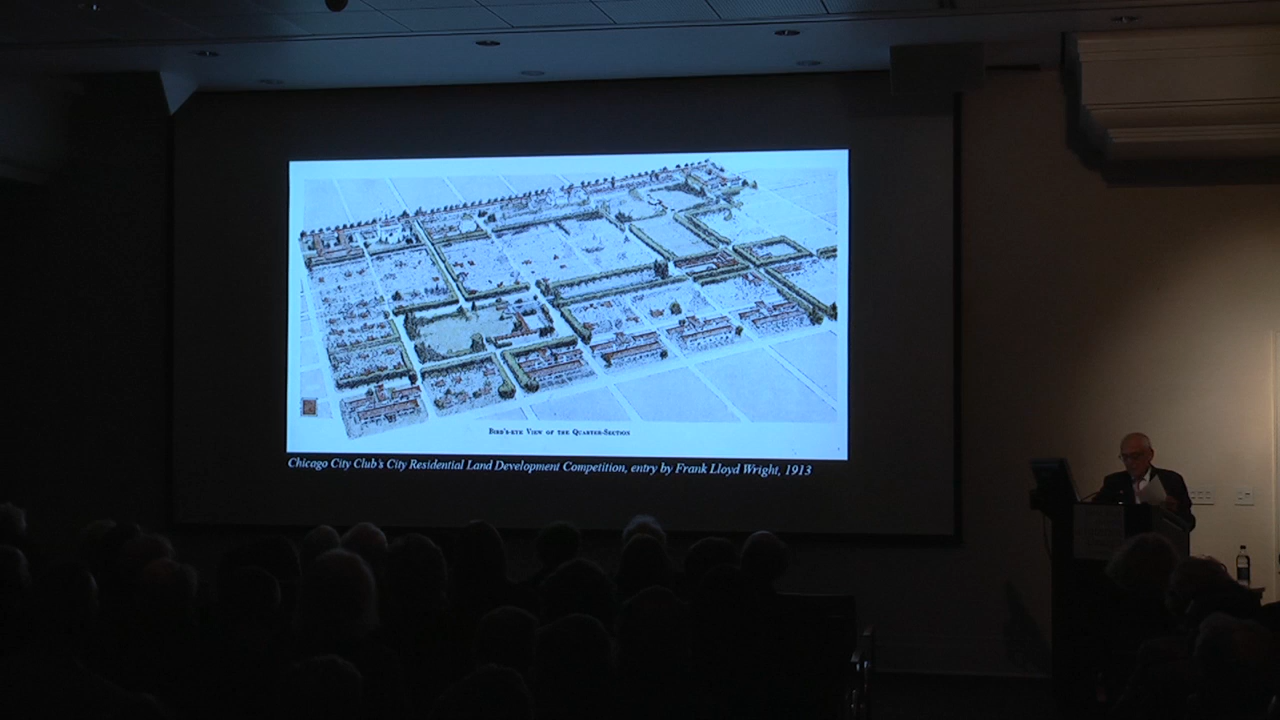 Bird's-eye View of the Quarter-Section
Chicago City Club's City Residential Land Development Competition, entry by Frank Lloyd Wright, 1913